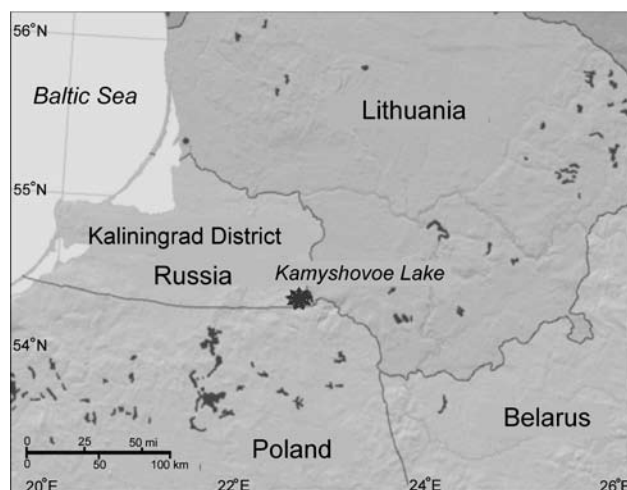 56°N
Baltic Sea
Lithuania
55°N
Kaliningrad District
Russia
Kamyshovoe Lake
54°N
Belarus
0 25 50 mi
Poland
0 50 100 km
20°E 22°E 24°E 26°E